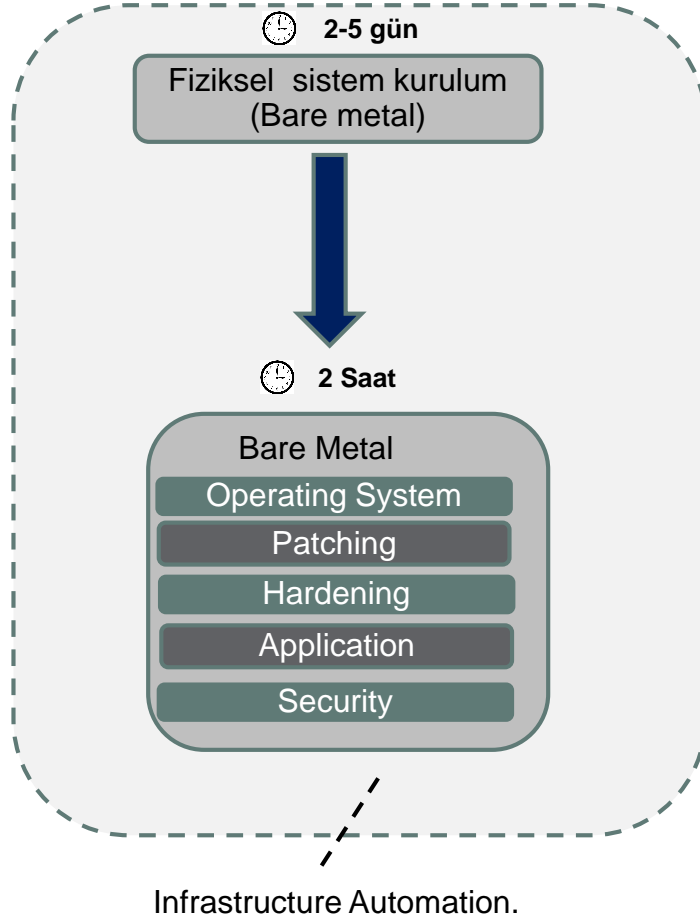 2-5 gün
Fiziksel sistem kurulum
(Bare metal)
2 Saat
Bare Metal
Operating System
Patching
Hardening
Application
Security
Infrastructure Automation.